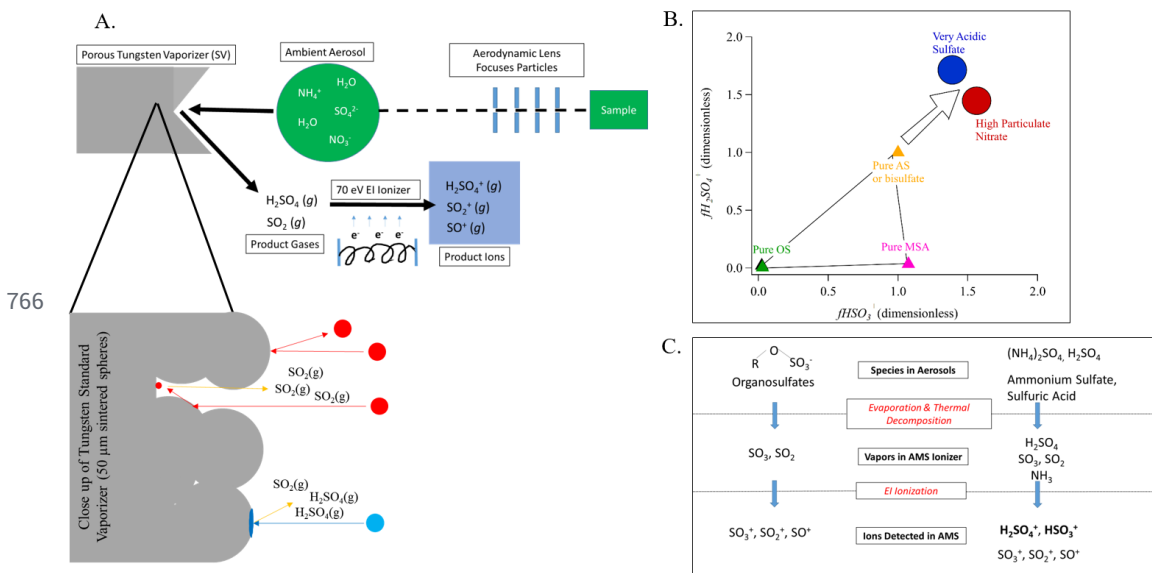 A.
Porous Tungsten Vaporizer (SV)
Ambient Aerosol
Aerodynamic Lens
Focuses Particles
H₂O
NH₄⁺
SO₄²⁻
H₂O
NO₃⁻
Sample
H₂SO₄ (g)
SO₂ (g)
Product Gases
70 eV EI Ionizer
e⁻ e⁻ e⁻
H₂SO₄⁺ (g)
SO₂⁺ (g)
SO⁺ (g)
Product Ions
766
Close up of Tungsten Standard
Vaporizer (50 μm sintered spheres)
SO₂(g)
SO₂(g)
SO₂(g)
SO₂(g)
H₂SO₄(g)
H₂SO₄(g)
B.
2.0
1.5
1.0
0.5
0.0
fH₂SO₄⁺ (dimensionless)
Very Acidic
Sulfate
High Particulate
Nitrate
Pure AS
or bisulfate
Pure OS
Pure MSA
0.0 0.5 1.0 1.5 2.0
fHSO₃⁺ (dimensionless)
C.
R O SO₃⁻
Organosulfates
Species in Aerosols
(NH₄)₂SO₄, H₂SO₄
Ammonium Sulfate,
Sulfuric Acid
Evaporation & Thermal
Decomposition
SO₃, SO₂
Vapors in AMS Ionizer
H₂SO₄
SO₃, SO₂
NH₃
EI Ionization
SO₃⁺, SO₂⁺, SO⁺
Ions Detected in AMS
H₂SO₄⁺, HSO₃⁺
SO₃⁺, SO₂⁺, SO⁺